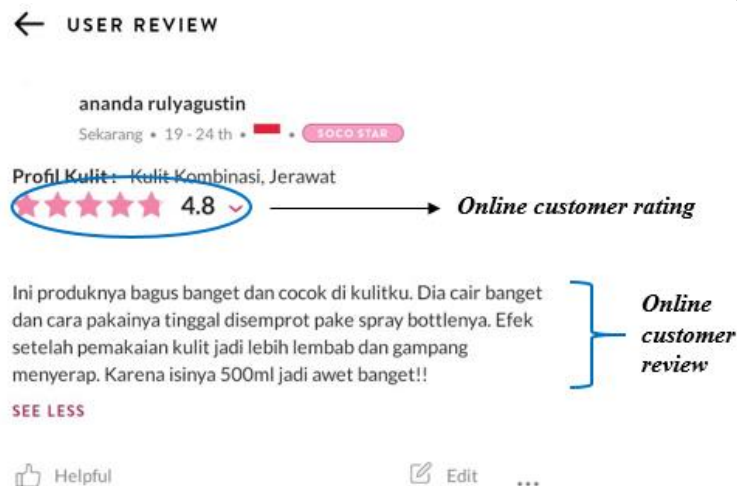 USER REVIEW
ananda rulyagustin
Sekarang • 19 - 24 th • • SOCO STAR
Profil Kulit : Kulit Kombinasi, Jerawat
4.8
Online customer rating
Ini produknya bagus banget dan cocok di kulitku. Dia cair banget
dan cara pakainya tinggal disemprot pake spray bottlenya. Efek
setelah pemakaian kulit jadi lebih lembab dan gampang
menyerap. Karena isinya 500ml jadi awet banget!!
Online
customer
review
SEE LESS
Helpful
Edit
...